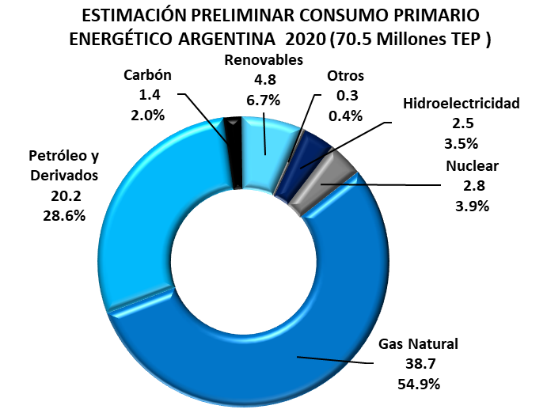 ESTIMACIÓN PRELIMINAR CONSUMO PRIMARIO
ENERGÉTICO ARGENTINA 2020 (70.5 Millones TEP )
Renovables
4.8
6.7%
Otros
0.3
0.4%
Hidroelectricidad
2.5
3.5%
Nuclear
2.8
3.9%
Gas Natural
38.7
54.9%
Petróleo y
Derivados
20.2
28.6%
Carbón
1.4
2.0%